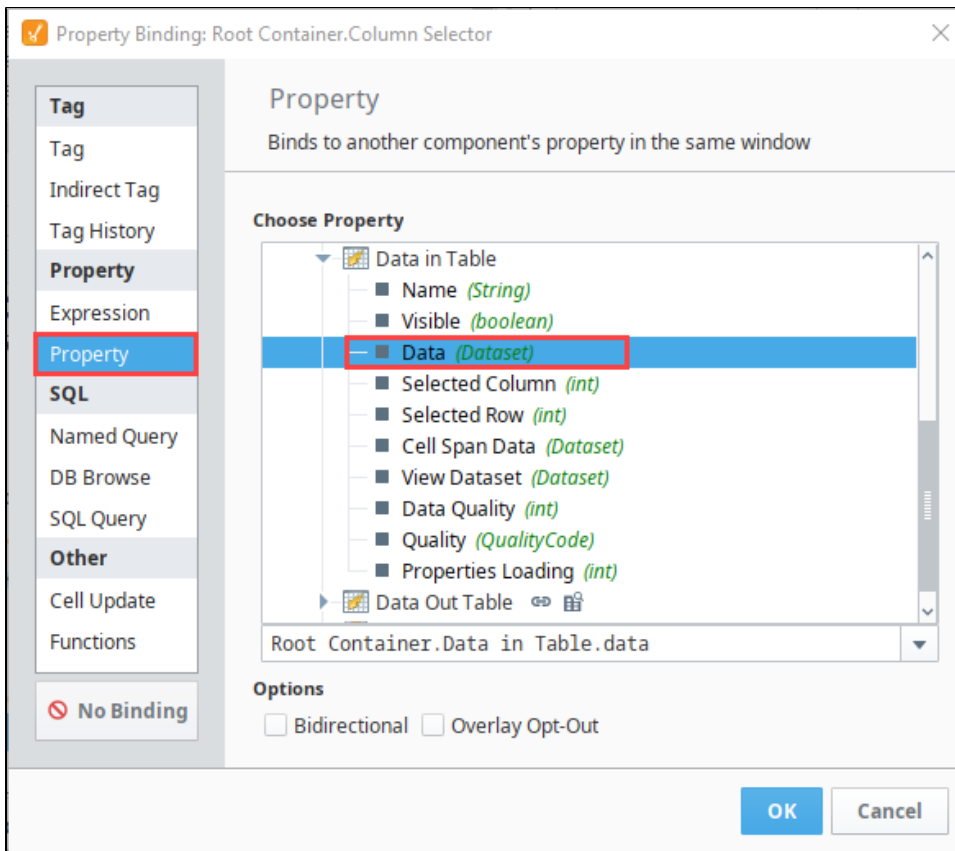 Property Binding: Root Container.Column Selector
Tag
Tag
Indirect Tag
Tag History
Property
Expression
Property
SQL
Named Query
DB Browse
SQL Query
Other
Cell Update
Functions
No Binding
Property
Binds to another component's property in the same window
Choose Property
Data in Table
Name (String)
Visible (boolean)
Data (Dataset)
Selected Column (int)
Selected Row (int)
Cell Span Data (Dataset)
View Dataset (Dataset)
Data Quality (int)
Quality (QualityCode)
Properties Loading (int)
Data Out Table
Root Container.Data in Table.data
Options
Bidirectional Overlay Opt-Out
OK Cancel